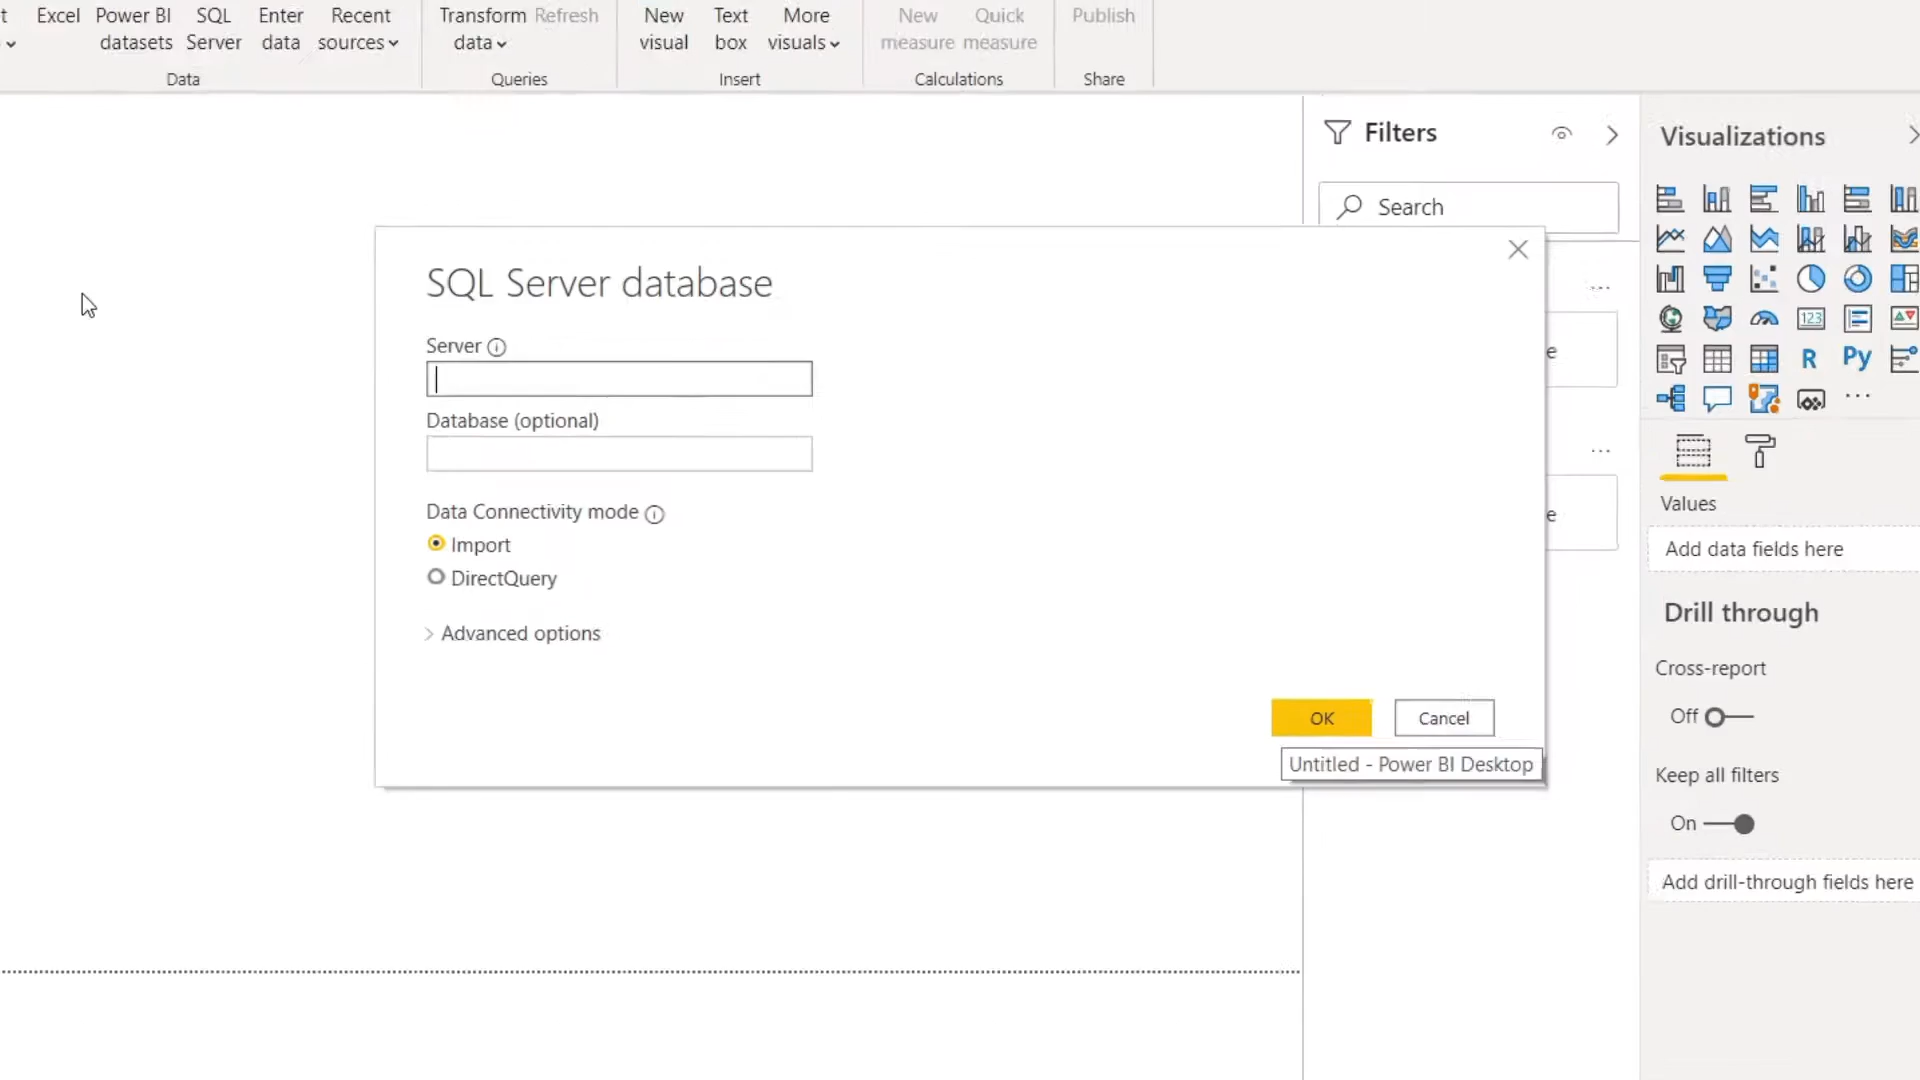 t Excel Power BI datasets SQL Server Enter data Recent sources
Transform data Refresh
New visual Text box More visuals
New measure Quick measure
Publish
Data Queries Insert Calculations Share
Filters
Search
e
e
SQL Server database
Server
Database (optional)
Data Connectivity mode
Import
DirectQuery
Advanced options
OK Cancel
Untitled - Power BI Desktop
Visualizations
123
R Py
Values
Add data fields here
Drill through
Cross-report
Off
Keep all filters
On
Add drill-through fields here